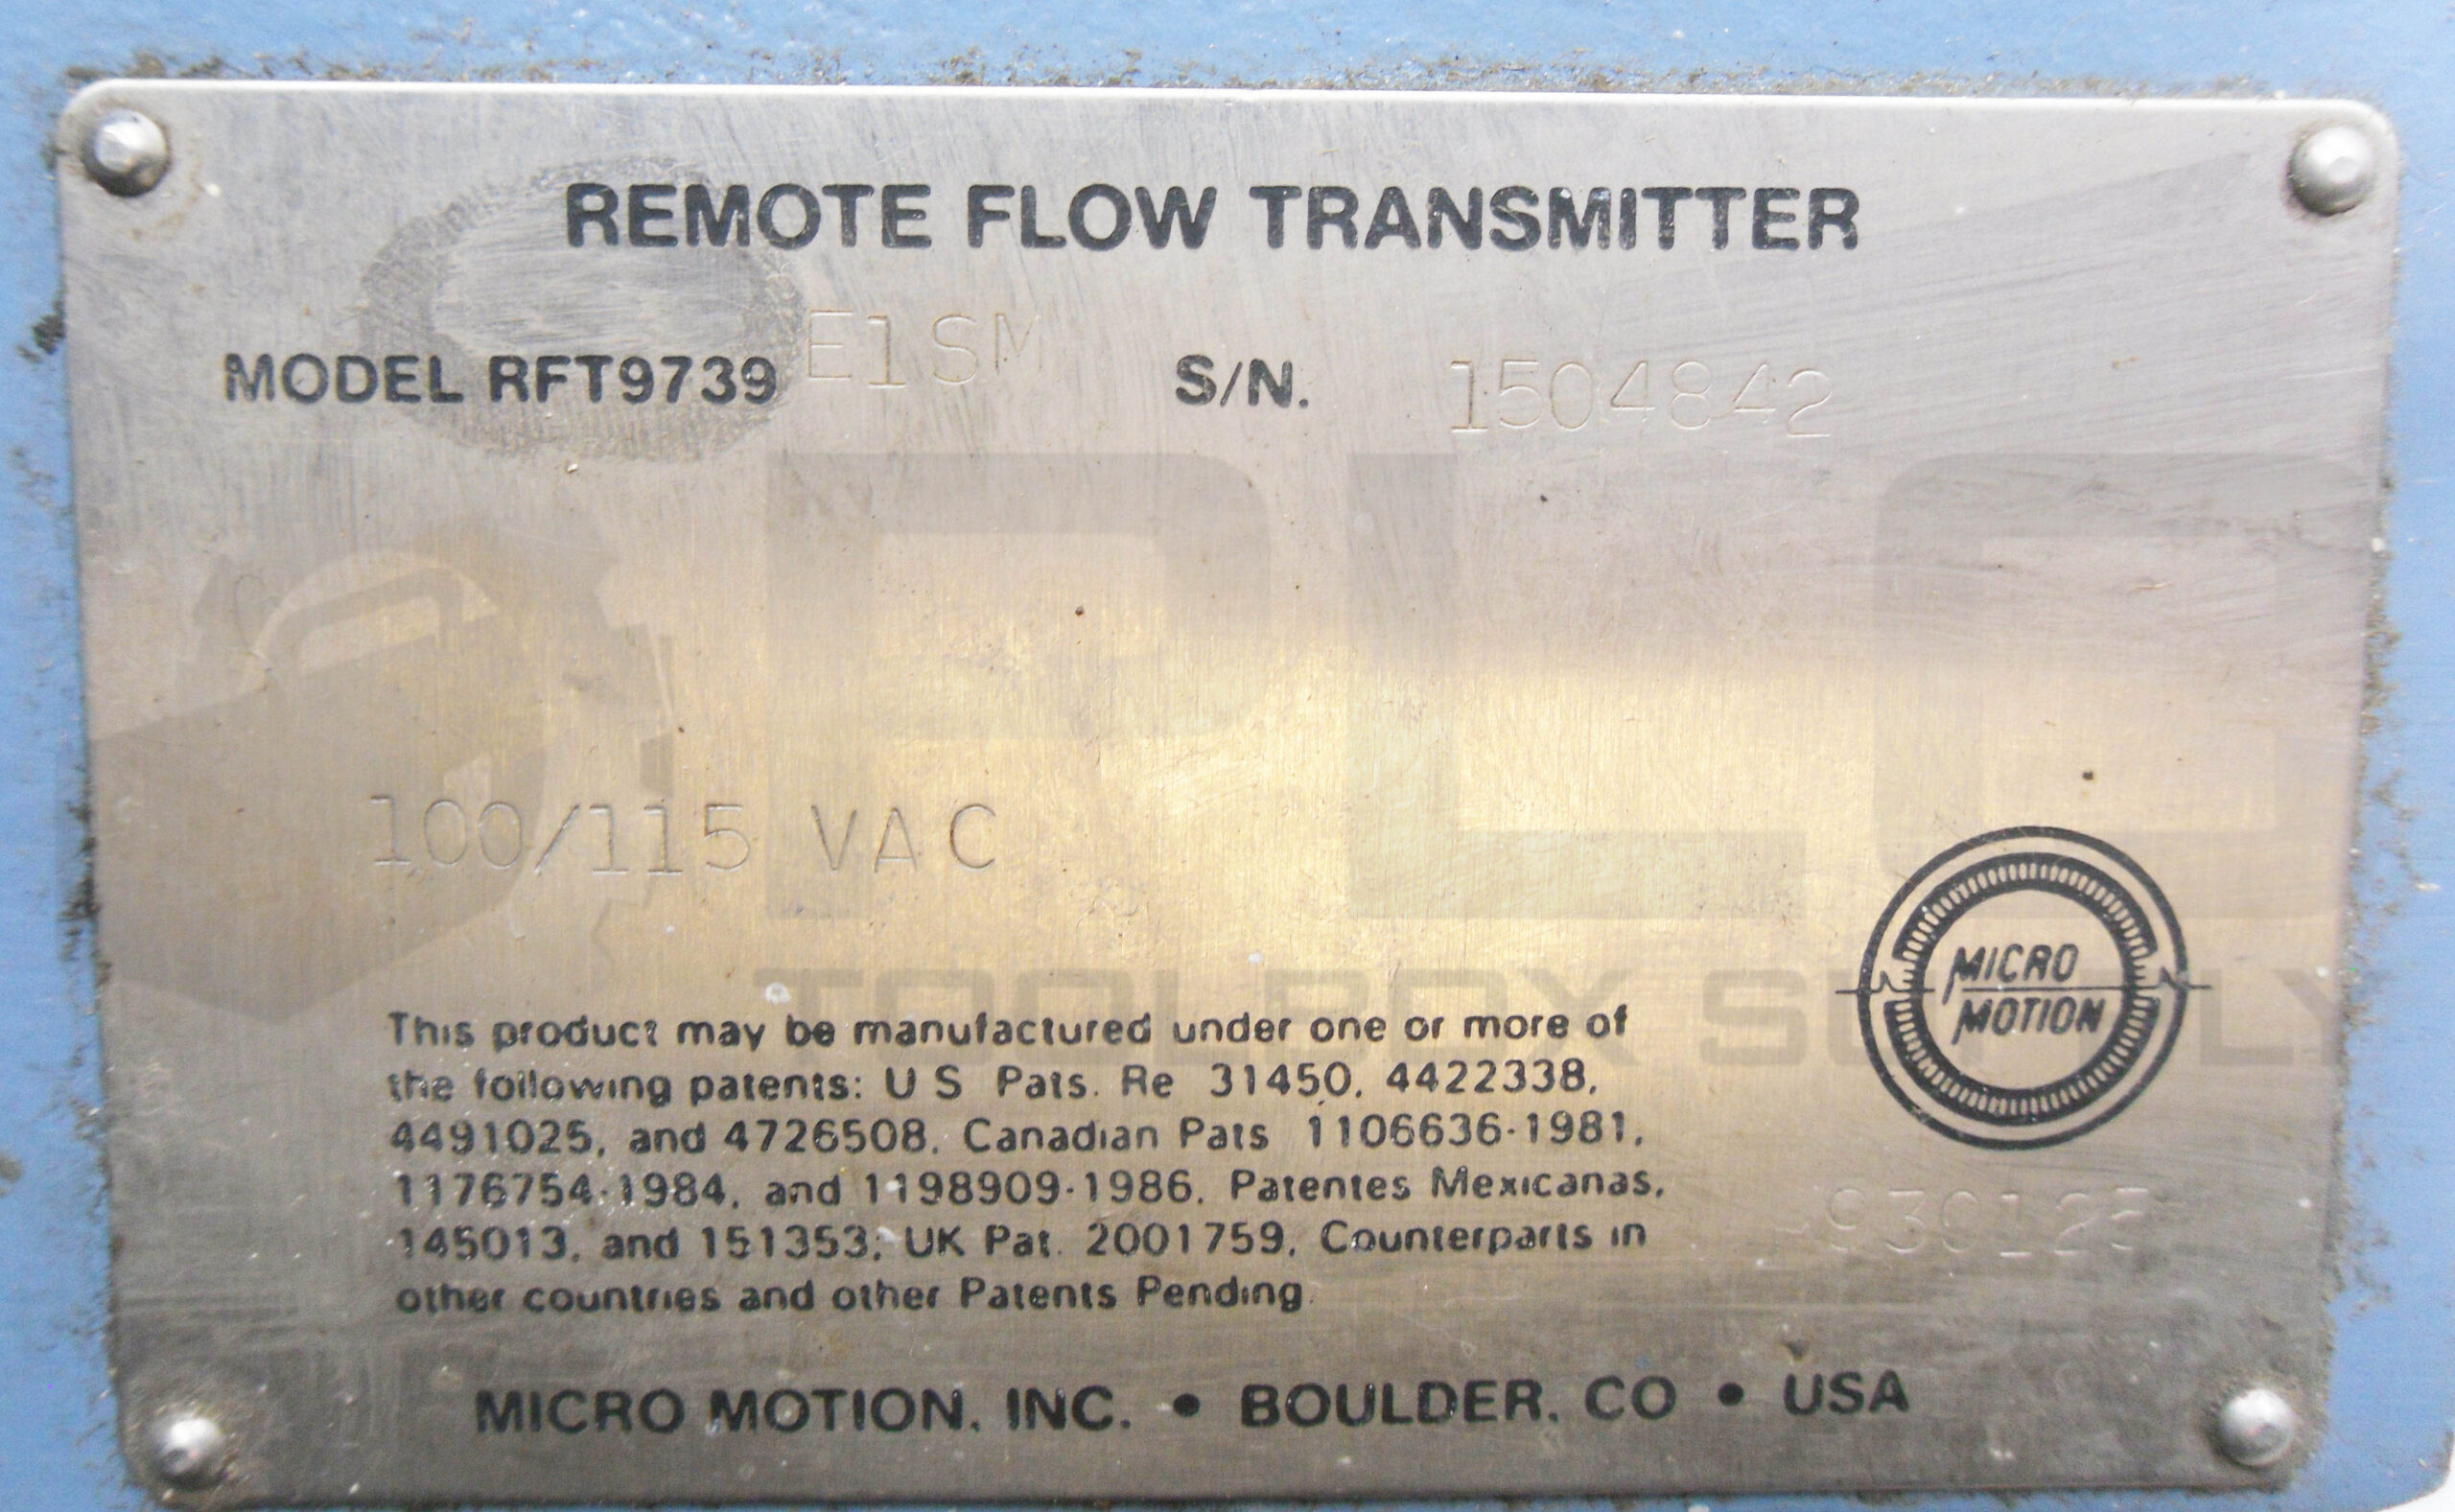 REMOTE FLOW TRANSMITTER
MODEL RFT9739 E1SM S/N. 1504842
100/115 VAC
MICRO
MOTION
This product may be manufactured under one or more of
the following patents: U S Pats. Re 31450, 4422338,
4491025, and 4726508, Canadian Pats 1106636-1981,
1176754-1984, and 1198909-1986, Patentes Mexicanas,
145013, and 151353; UK Pat. 2001759, Counterparts in
other countries and other Patents Pending.
MICRO MOTION, INC. • BOULDER, CO • USA
PLC
TOOLBOX SUPPLY